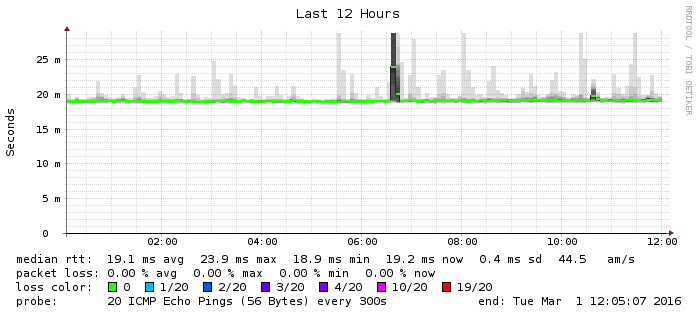 Last 12 Hours
RRDTOOL / TOBI OETIKER
Seconds
25 m
20 m
15 m
10 m
5 m
0
02:00 04:00 06:00 08:00 10:00 12:00
median rtt: 19.1 ms avg 23.9 ms max 18.9 ms min 19.2 ms now 0.4 ms sd 44.5 am/s
packet loss: 0.00 % avg 0.00 % max 0.00 % min 0.00 % now
loss color: 0 1/20 2/20 3/20 4/20 10/20 19/20
probe: 20 ICMP Echo Pings (56 Bytes) every 300s end: Tue Mar 1 12:05:07 2016